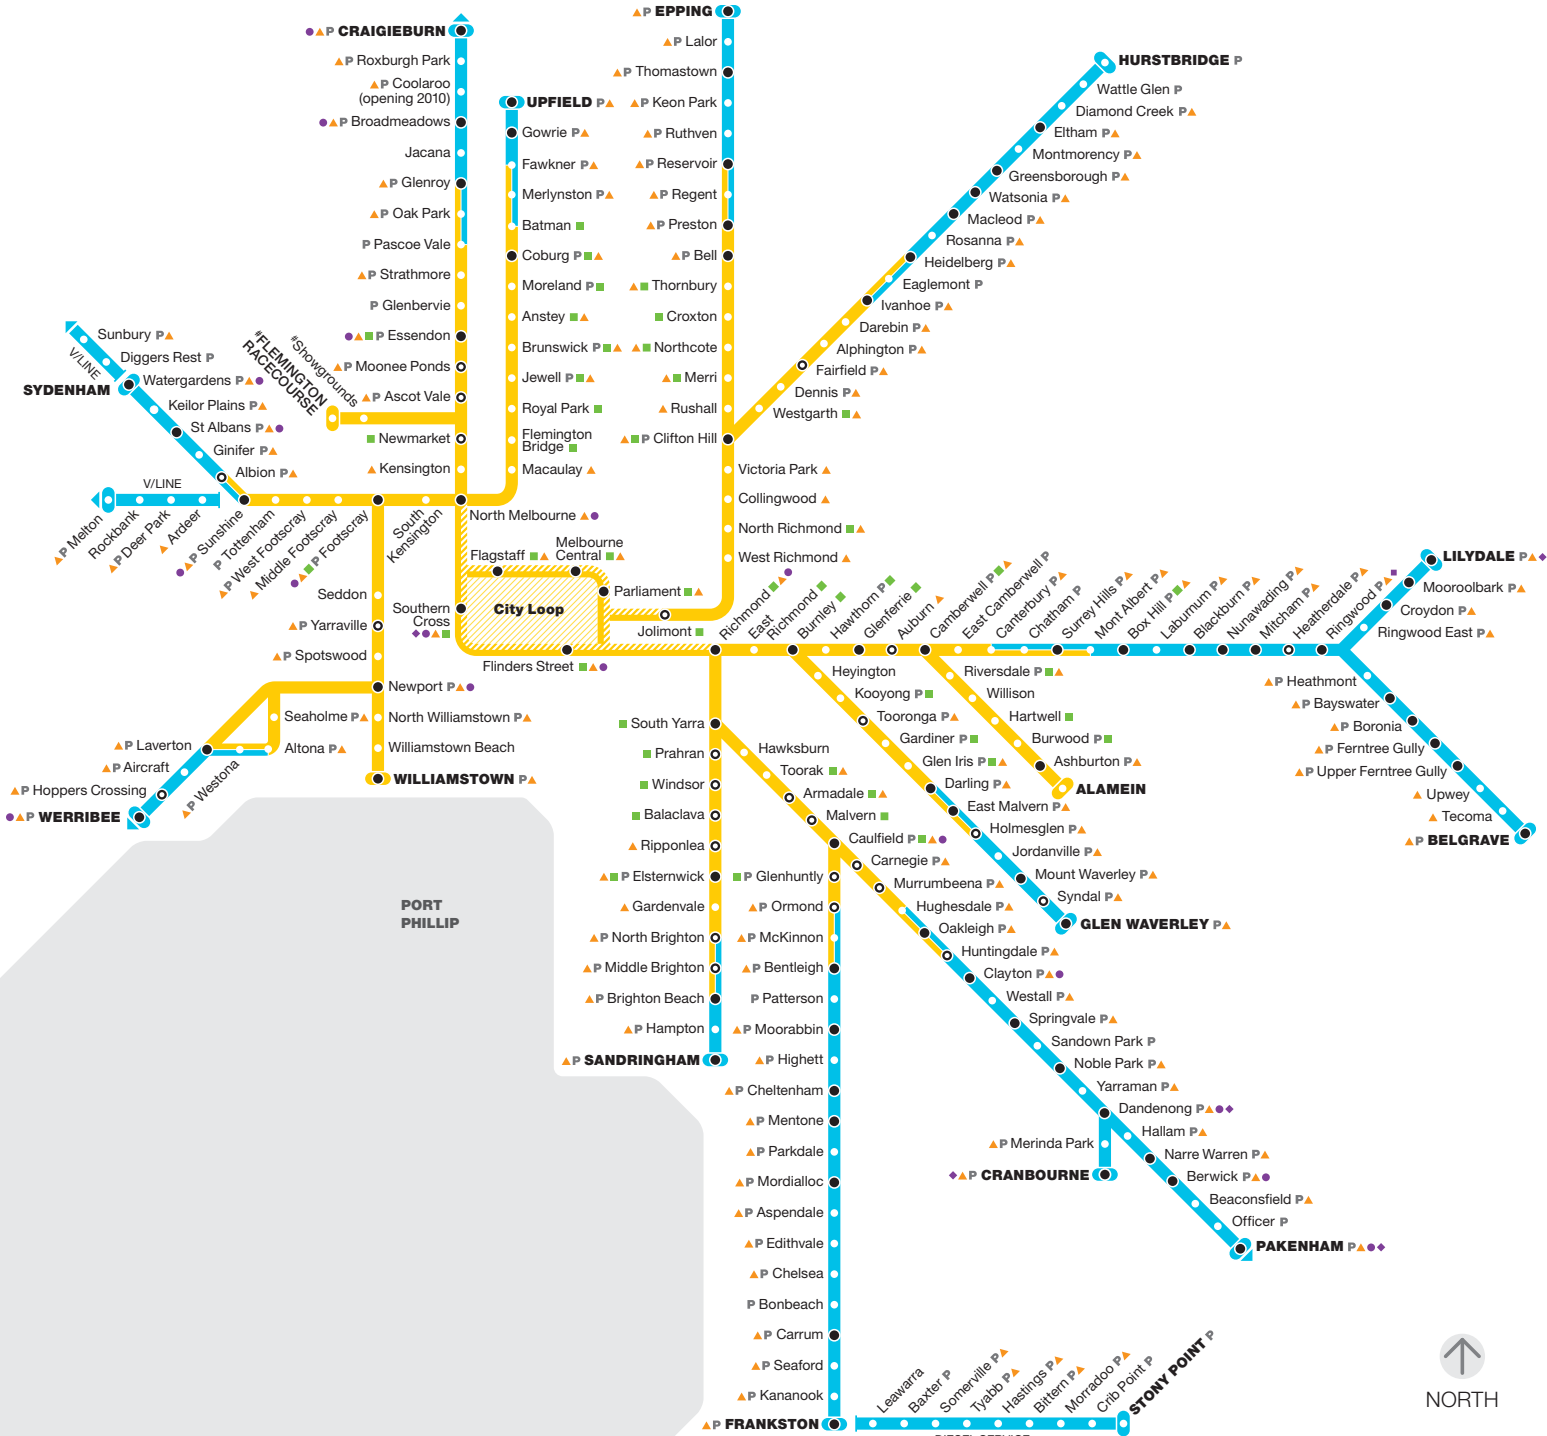 CRAIGIEBURN
P
Roxburgh Park
P
Coolaroo
P
(opening 2010)
Broadmeadows
P
Jacana
Glenroy
P
Oak Park
P
P Pascoe Vale
P Strathmore
P Glenbervie
P Essendon
P Moonee Ponds
P Ascot Vale
Newmarket
Kensington
#FLEMINGTON
RACECOURSE
#Showgrounds
UPFIELD P
Gowrie P
Fawkner P
Merlynston P
Batman
Coburg P
Moreland P
Anstey
Brunswick P
Jewell P
Royal Park
Flemington
Bridge
Macaulay
P EPPING
P Lalor
P Thomastown
P Keon Park
P Ruthven
P Reservoir
P Regent
P Preston
P Bell
Thornbury
Croxton
Northcote
Merri
Rushall
P Clifton Hill
Victoria Park
Collingwood
North Richmond
West Richmond
HURSTBRIDGE P
Wattle Glen P
Diamond Creek P
Eltham P
Montmorency P
Greensborough P
Watsonia P
Macleod P
Rosanna P
Heidelberg P
Eaglemont P
Ivanhoe P
Darebin P
Alphington P
Fairfield P
Dennis P
Westgarth
Sunbury P
V/LINE
Diggers Rest P
SYDENHAM
Watergardens P
Keilor Plains P
St Albans P
Ginifer P
Albion P
V/LINE
P Melton
Rockbank
P Deer Park
Ardeer
P Sunshine
P Tottenham
P West Footscray
Middle Footscray
P Footscray
South
Kensington
North Melbourne
Flagstaff
Melbourne
Central
Parliament
City Loop
Southern
Cross
Flinders Street
Jolimont
Seddon
P Yarraville
P Spotswood
Newport P
North Williamstown P
Williamstown Beach
WILLIAMSTOWN P
Seaholme P
Altona P
P Westona
P Laverton
P Aircraft
P Hoppers Crossing
P WERRIBEE
Richmond
East
Richmond
Burnley
Hawthorn P
Glenferrie
Auburn
Camberwell P
East Camberwell P
Canterbury P
Chatham P
Surrey Hills P
Mont Albert P
Box Hill P
Laburnum P
Blackburn P
Nunawading P
Mitcham P
Heatherdale P
Ringwood P
LILYDALE P
Mooroolbark P
Croydon P
Ringwood East P
P Heathmont
P Bayswater
P Boronia
P Ferntree Gully
P Upper Ferntree Gully
Upwey
Tecoma
P BELGRAVE
Riversdale P
Willison
Hartwell
Burwood P
Ashburton P
ALAMEIN
Heyington
Kooyong P
Tooronga P
Gardiner P
Glen Iris P
Darling P
East Malvern P
Holmesglen P
Jordanville P
Mount Waverley P
Syndal P
GLEN WAVERLEY P
South Yarra
Prahran
Windsor
Balaclava
Ripponlea
P Elsternwick
Gardenvale
P North Brighton
P Middle Brighton
P Brighton Beach
P Hampton
P SANDRINGHAM
Hawksburn
Toorak
Armadale
Malvern
Caulfield P
Carnegie P
Murrumbeena P
Hughesdale P
Oakleigh P
Huntingdale P
Clayton P
Westall P
Springvale P
Sandown Park P
Noble Park P
Yarraman P
Dandenong P
Hallam P
Narre Warren P
Berwick P
Beaconsfield P
Officer P
PAKENHAM P
P Merinda Park
P CRANBOURNE
P Glenhuntly
P Ormond
P McKinnon
P Bentleigh
P Patterson
P Moorabbin
P Highett
P Cheltenham
P Mentone
P Parkdale
P Mordialloc
P Aspendale
P Edithvale
P Chelsea
P Bonbeach
P Carrum
P Seaford
P Kananook
P FRANKSTON
Leawarra
Baxter P
Somerville P
Tyabb P
Hastings P
Bittern P
Morradoo P
Crib Point P
STONY POINT P
PORT
PHILLIP
NORTH